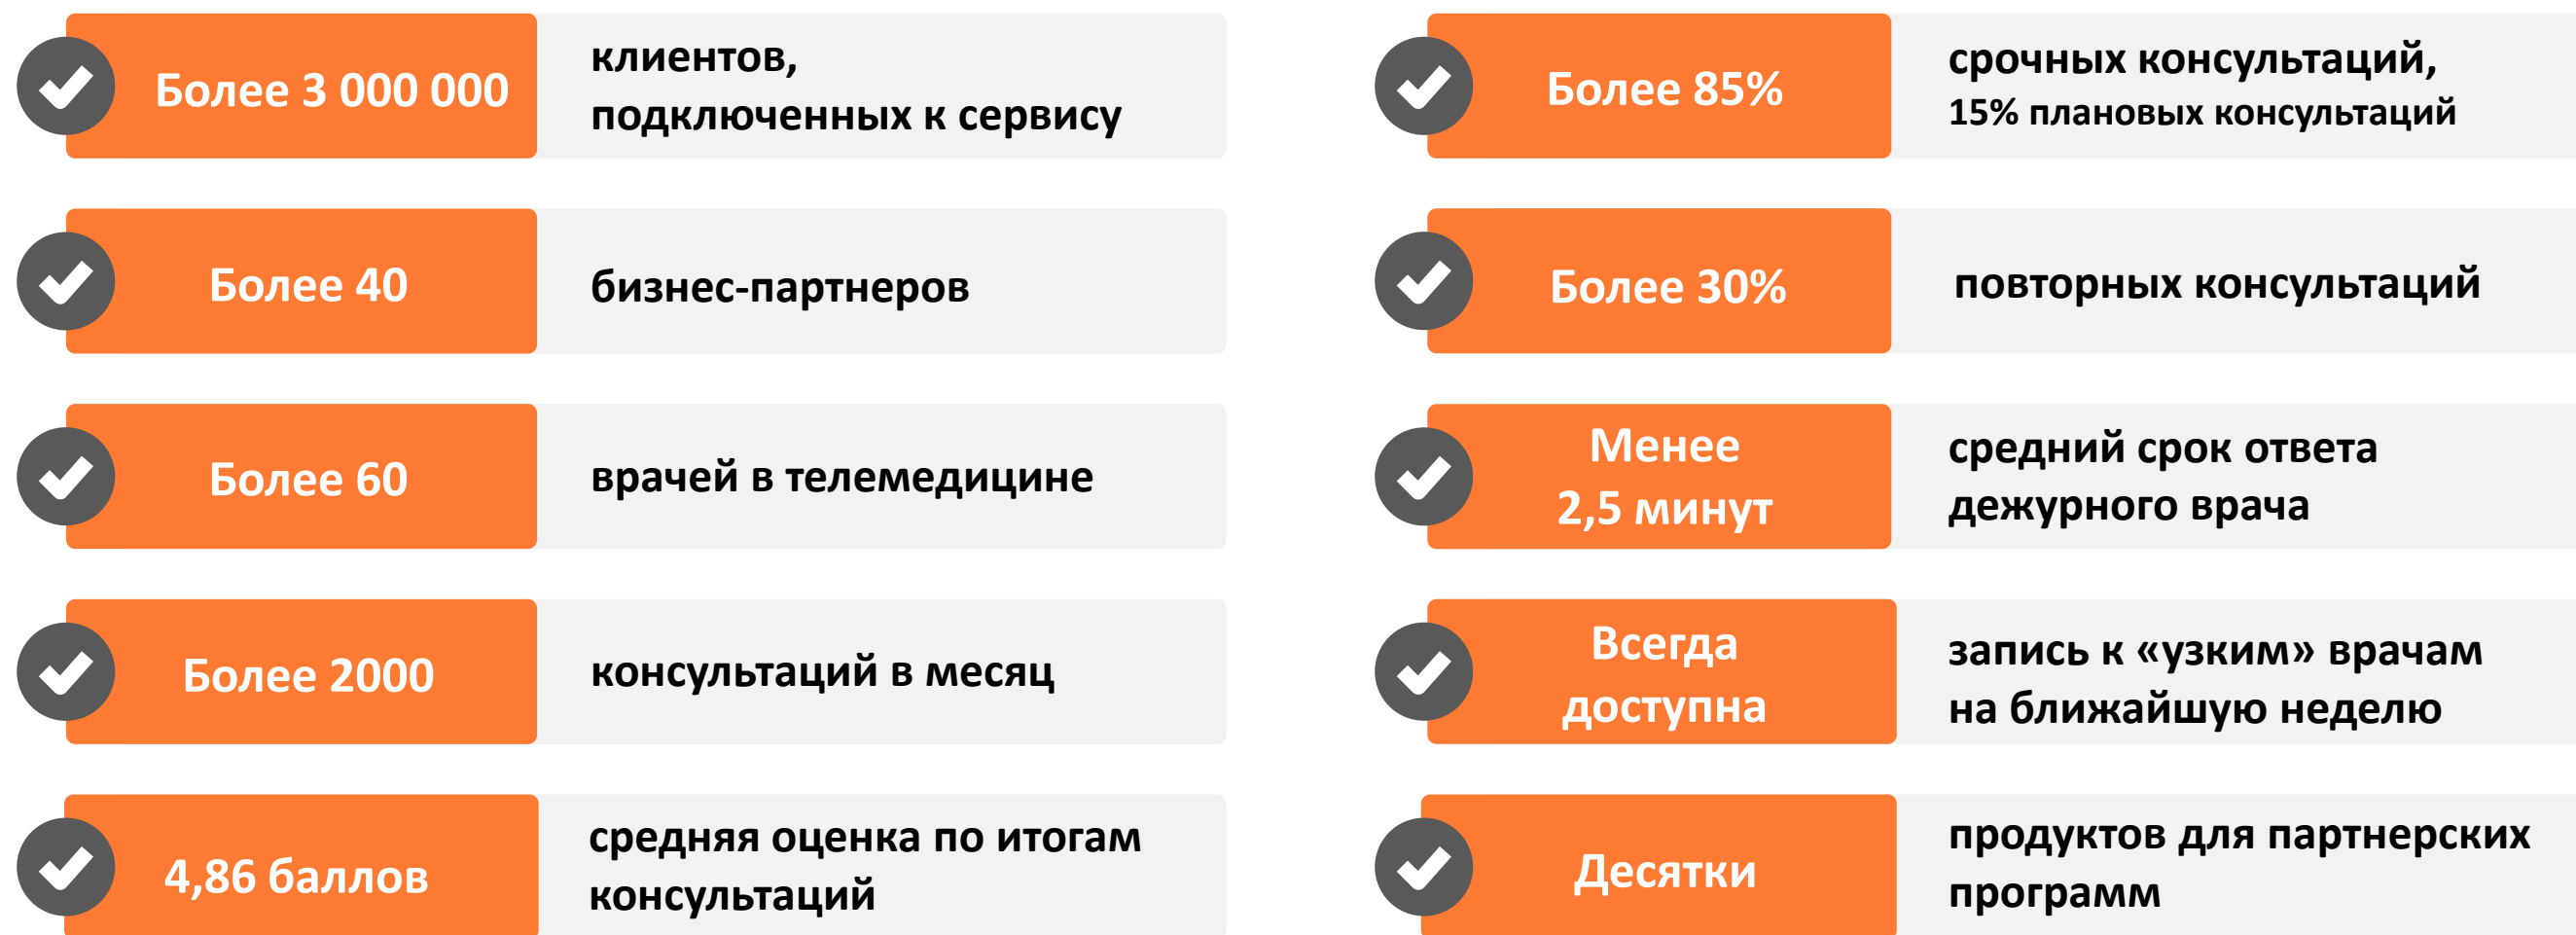 Более 3 000 000
клиентов,
подключенных к сервису
Более 40
бизнес-партнеров
Более 60
врачей в телемедицине
Более 2000
консультаций в месяц
4,86 баллов
средняя оценка по итогам
консультаций
Более 85%
срочных консультаций,
15% плановых консультаций
Более 30%
повторных консультаций
Менее
2,5 минут
средний срок ответа
дежурного врача
Всегда
доступна
запись к «узким» врачам
на ближайшую неделю
Десятки
продуктов для партнерских
программ